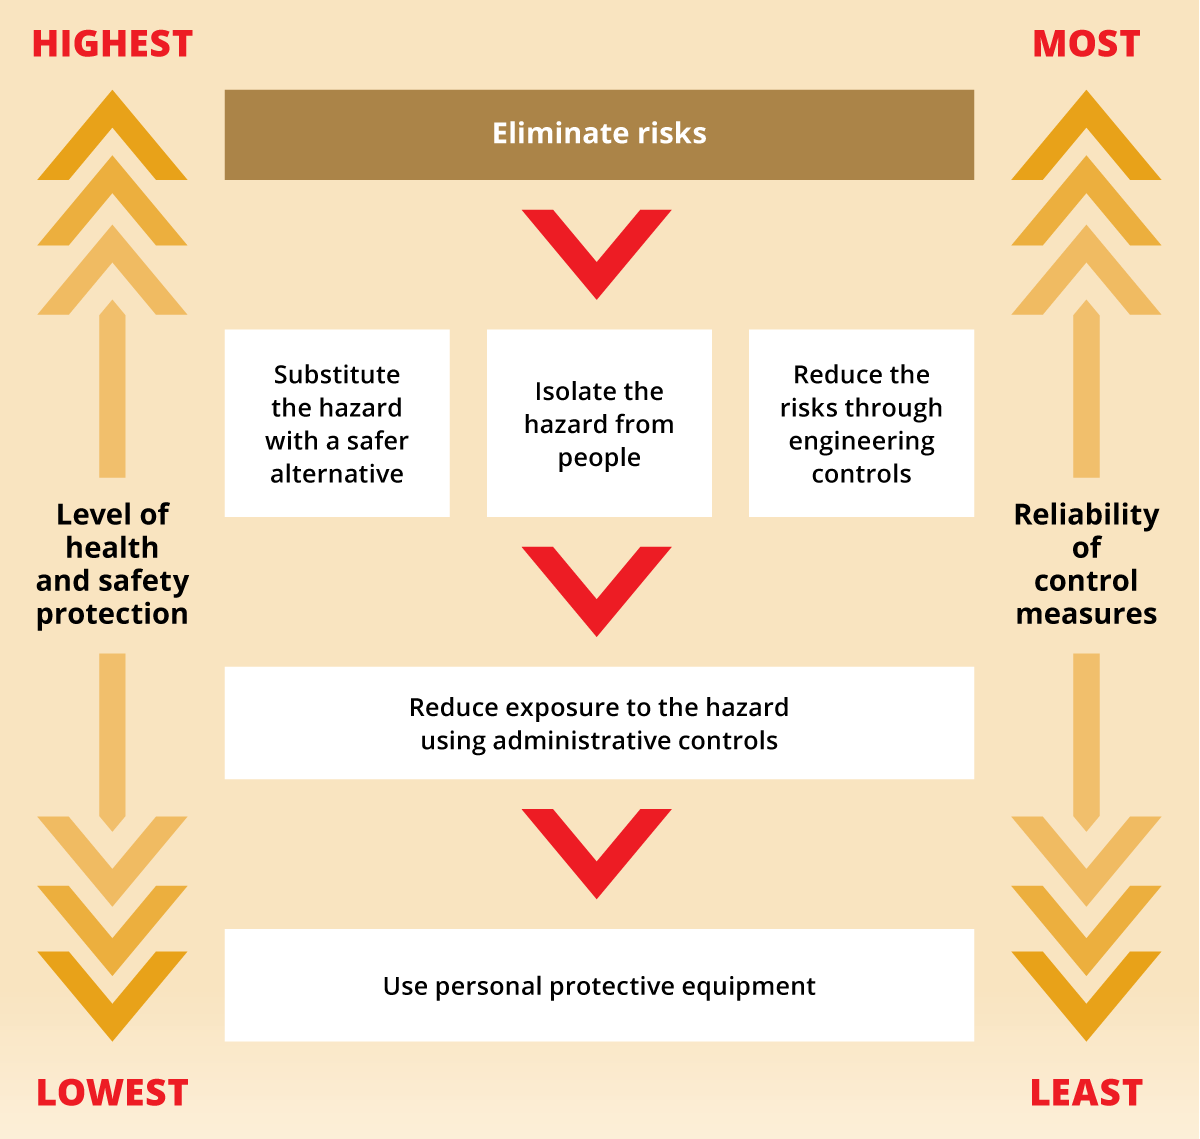 HIGHEST
MOST
Eliminate risks
Substitute
the hazard
with a safer
alternative
Isolate the
hazard from
people
Reduce the
risks through
engineering
controls
Level of
health
and safety
protection
Reliability
of
control
measures
Reduce exposure to the hazard
using administrative controls
Use personal protective equipment
LOWEST
LEAST